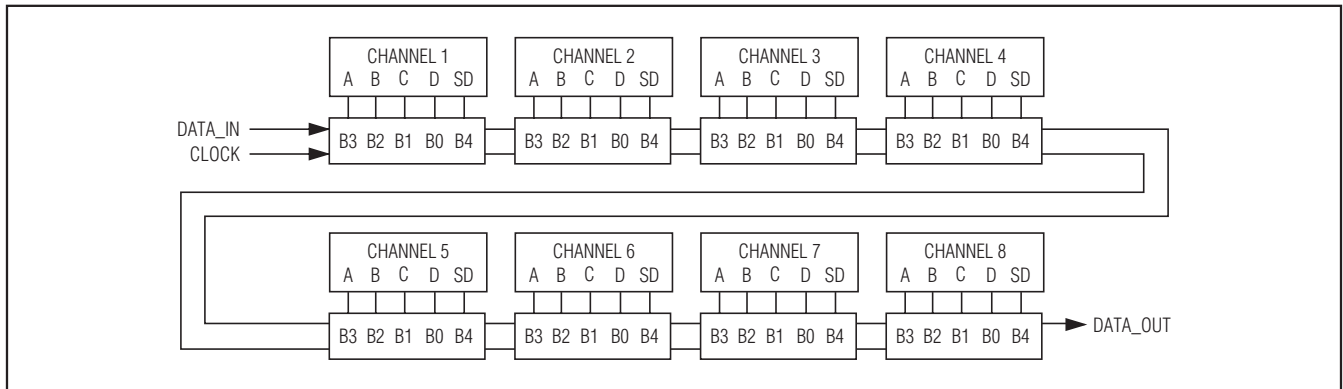 CHANNEL 1 CHANNEL 2 CHANNEL 3 CHANNEL 4
A B C D SD A B C D SD A B C D SD A B C D SD
DATA_IN
B3 B2 B1 B0 B4 B3 B2 B1 B0 B4 B3 B2 B1 B0 B4 B3 B2 B1 B0 B4
CLOCK
CHANNEL 5 CHANNEL 6 CHANNEL 7 CHANNEL 8
A B C D SD A B C D SD A B C D SD A B C D SD
B3 B2 B1 B0 B4 B3 B2 B1 B0 B4 B3 B2 B1 B0 B4 B3 B2 B1 B0 B4 DATA_OUT